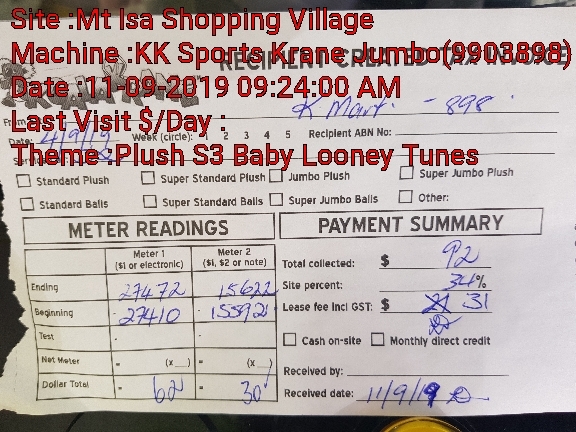 Site :Mt Isa Shopping Village
Machine :KK Sports Krane Jumbo(9903898)
RECIPIENT CREATED TAX INVOICE
Date :11-09-2019 09:24:00 AM
K Mart. - 898.
From
Last Visit $/Day :
Date: 4/9/19 Week (circle): 1 2 3 4 5 Recipient ABN No:
Theme :Plush S3 Baby Looney Tunes
Standard Plush Super Standard Plush Jumbo Plush Super Jumbo Plush
Standard Balls Super Standard Balls Super Jumbo Balls Other:
METER READINGS
Meter 1 ($1 or electronic) Meter 2 ($1, $2 or note)
Ending 27472 15622
Beginning 27410 15592
Test
Net Meter - (x ) = (x )
Dollar Total 62 30
PAYMENT SUMMARY
Total collected: $ 92
Site percent: 34%
Lease fee incl GST: $ 21 31
Cash on-site Monthly direct credit
Received by:
Received date: 11/9/19